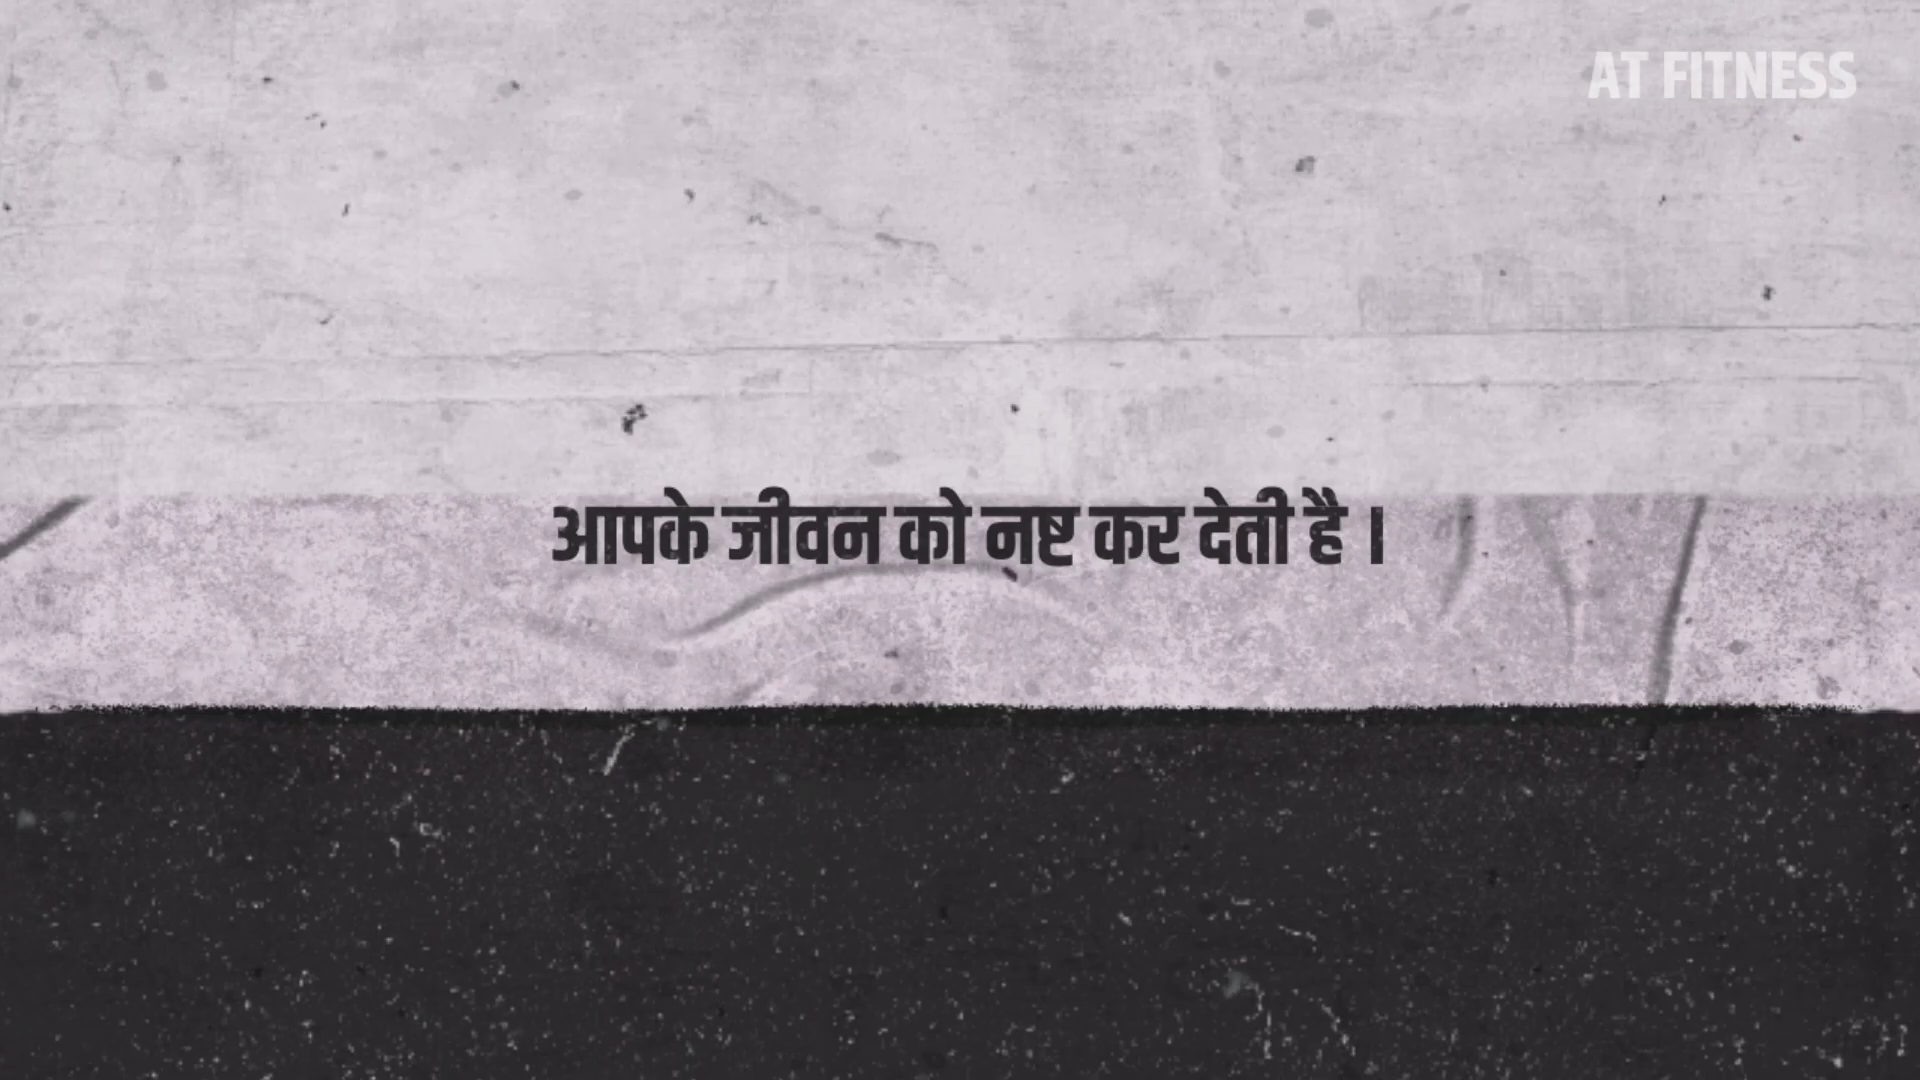 AT FITNESS
आपके जीवन को नष्ट कर देती है ।